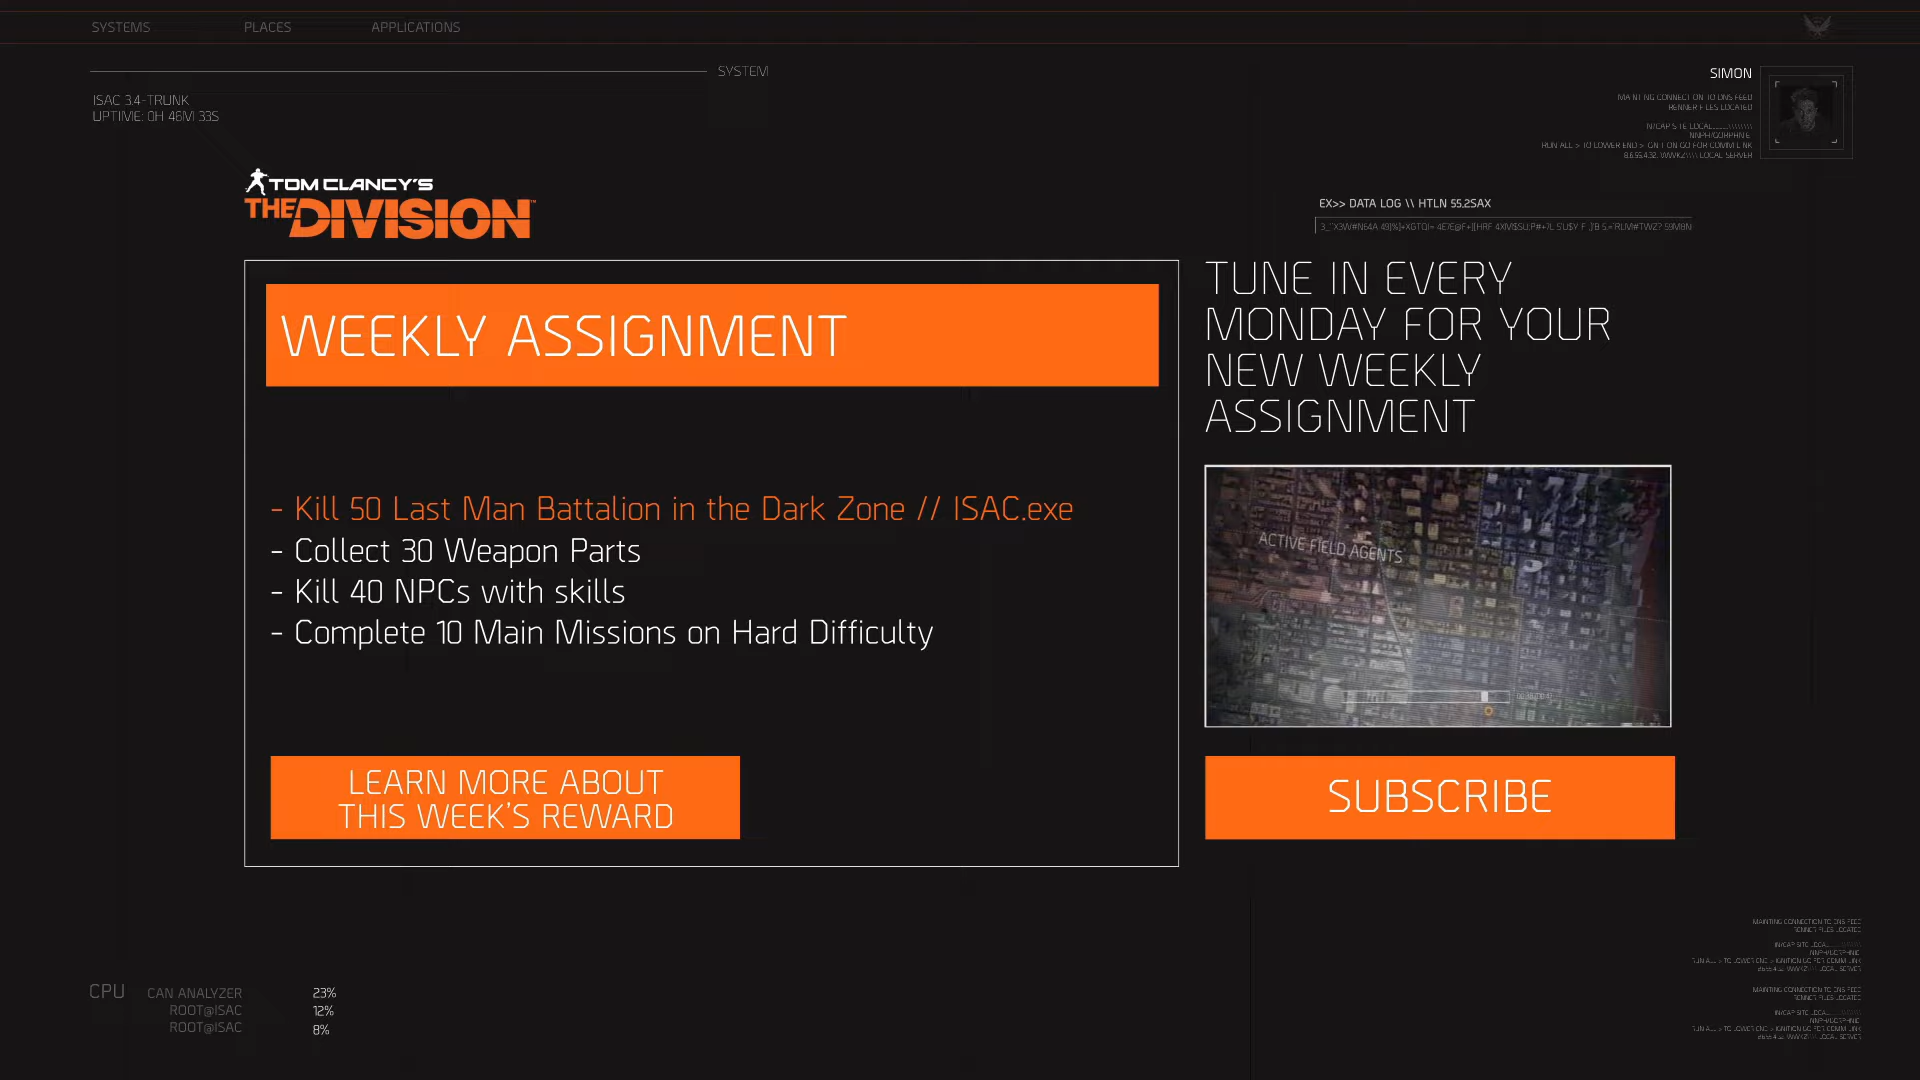 SYSTEMS
PLACES
APPLICATIONS
SYSTEM
ISAC 3.4-TRUNK
UPTIME: 0H 46M 33S
SIMON
RENNER FILES LOCATED
TOM CLANCY'S
THE DIVISION
EX>> DATA LOG \\ HTLN 55.2SAX
WEEKLY ASSIGNMENT
- Kill 50 Last Man Battalion in the Dark Zone // ISAC.exe
- Collect 30 Weapon Parts
- Kill 40 NPCs with skills
- Complete 10 Main Missions on Hard Difficulty
LEARN MORE ABOUT
THIS WEEK'S REWARD
TUNE IN EVERY
MONDAY FOR YOUR
NEW WEEKLY
ASSIGNMENT
ACTIVE FIELD AGENTS
SUBSCRIBE
CPU
CAN ANALYZER 23%
ROOT@ISAC 12%
ROOT@ISAC 8%